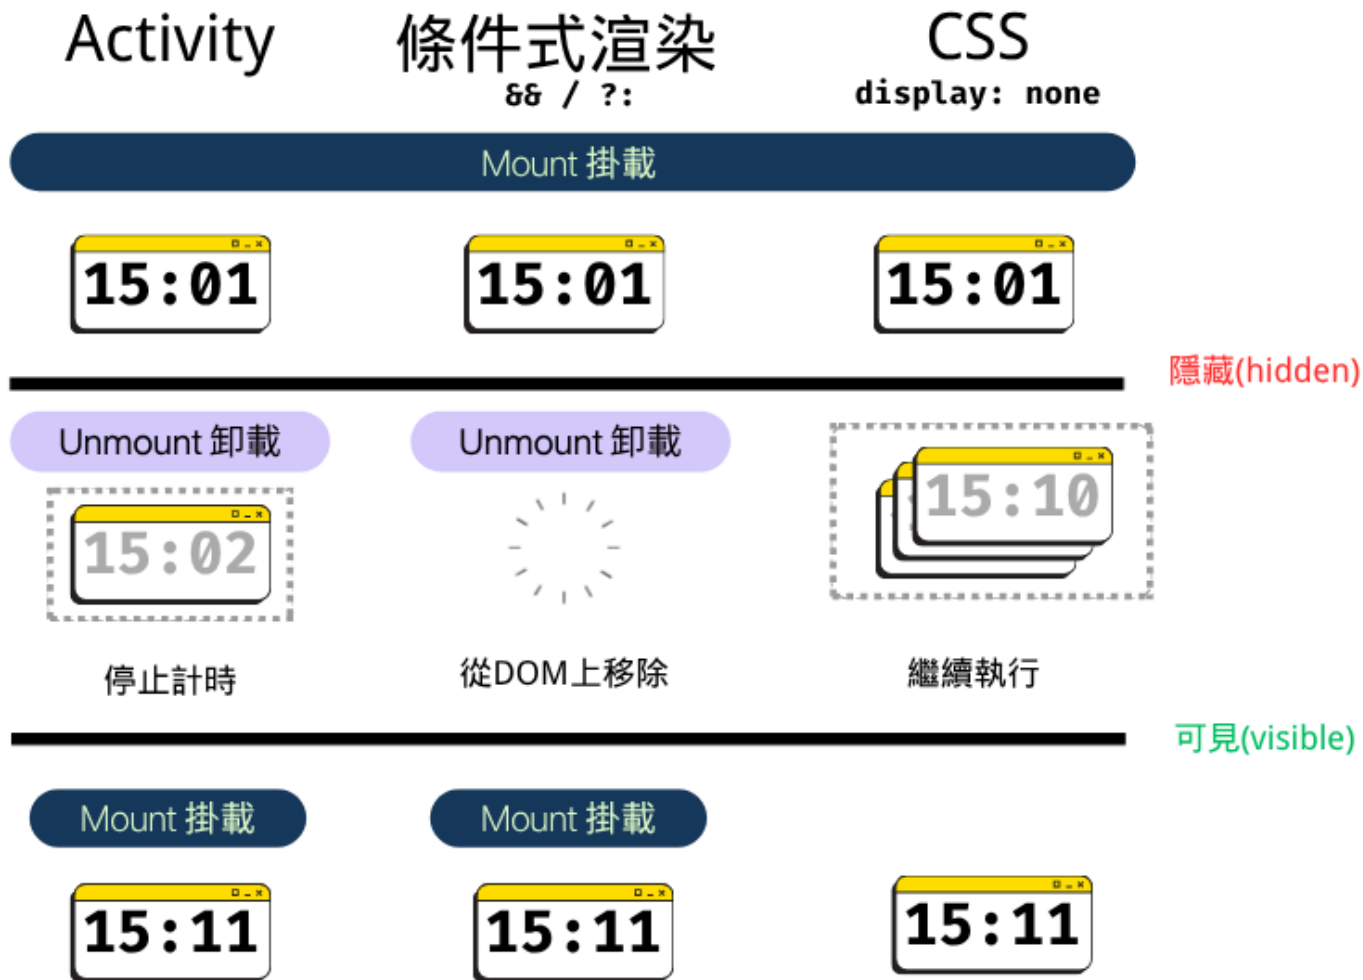 Activity 條件式渲染 CSS
&& / ?: display: none
Mount 掛載
15:01 15:01 15:01
隱藏(hidden)
Unmount 卸載 Unmount 卸載
15:02 15:10
停止計時 從DOM上移除 繼續執行
可見(visible)
Mount 掛載 Mount 掛載
15:11 15:11 15:11